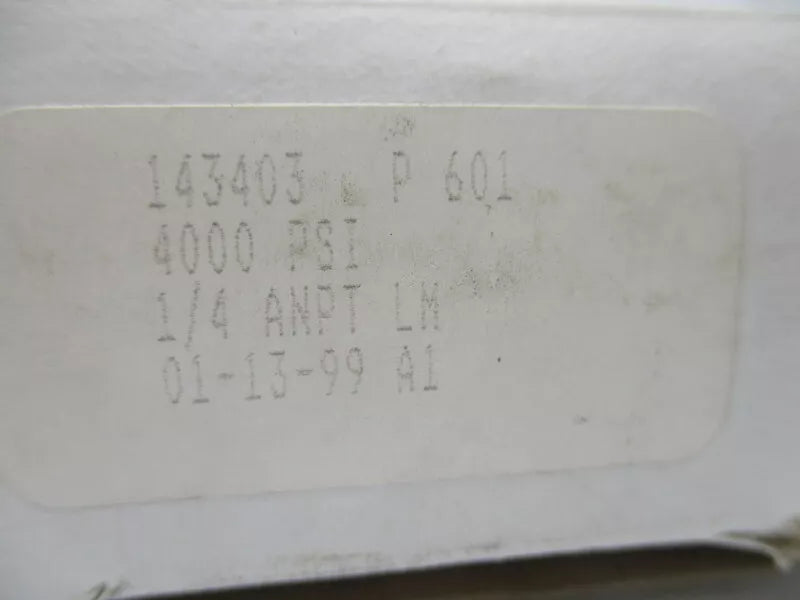 143403 P 601
4000 PSI
1/4 ANPT LM
01-13-99 A1